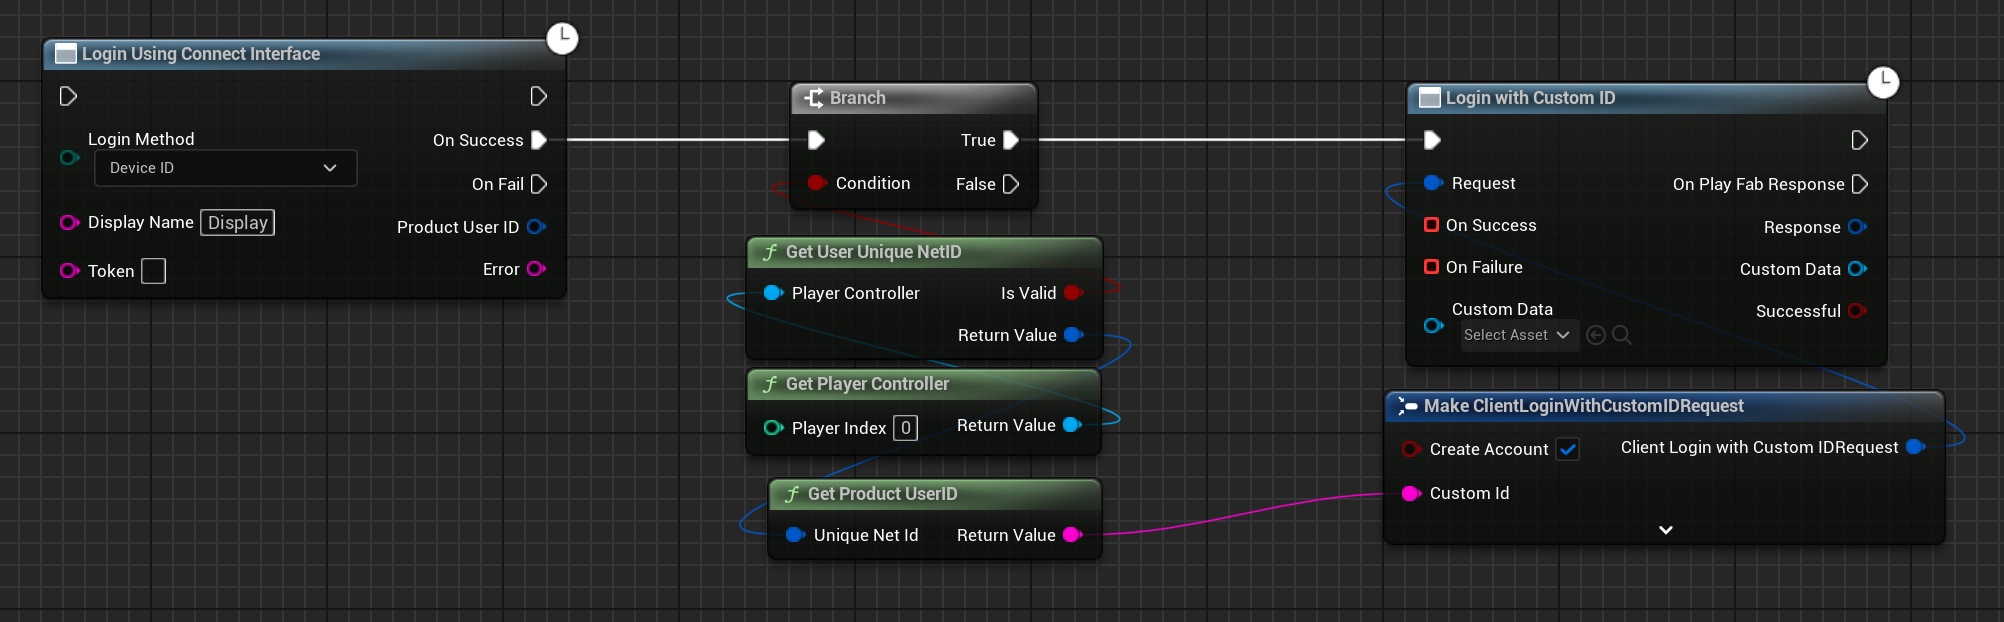 Login Using Connect Interface
Login Method
Device ID
On Success
On Fail
Display Name Display
Product User ID
Token
Error
Branch
True
Condition
False
Get User Unique NetID
Player Controller
Is Valid
Return Value
Get Player Controller
Player Index 0
Return Value
Get Product UserID
Unique Net Id
Return Value
Login with Custom ID
Request
On Play Fab Response
On Success
Response
On Failure
Custom Data
Custom Data
Select Asset
Successful
Make ClientLoginWithCustomIDRequest
Create Account
Client Login with Custom IDRequest
Custom Id